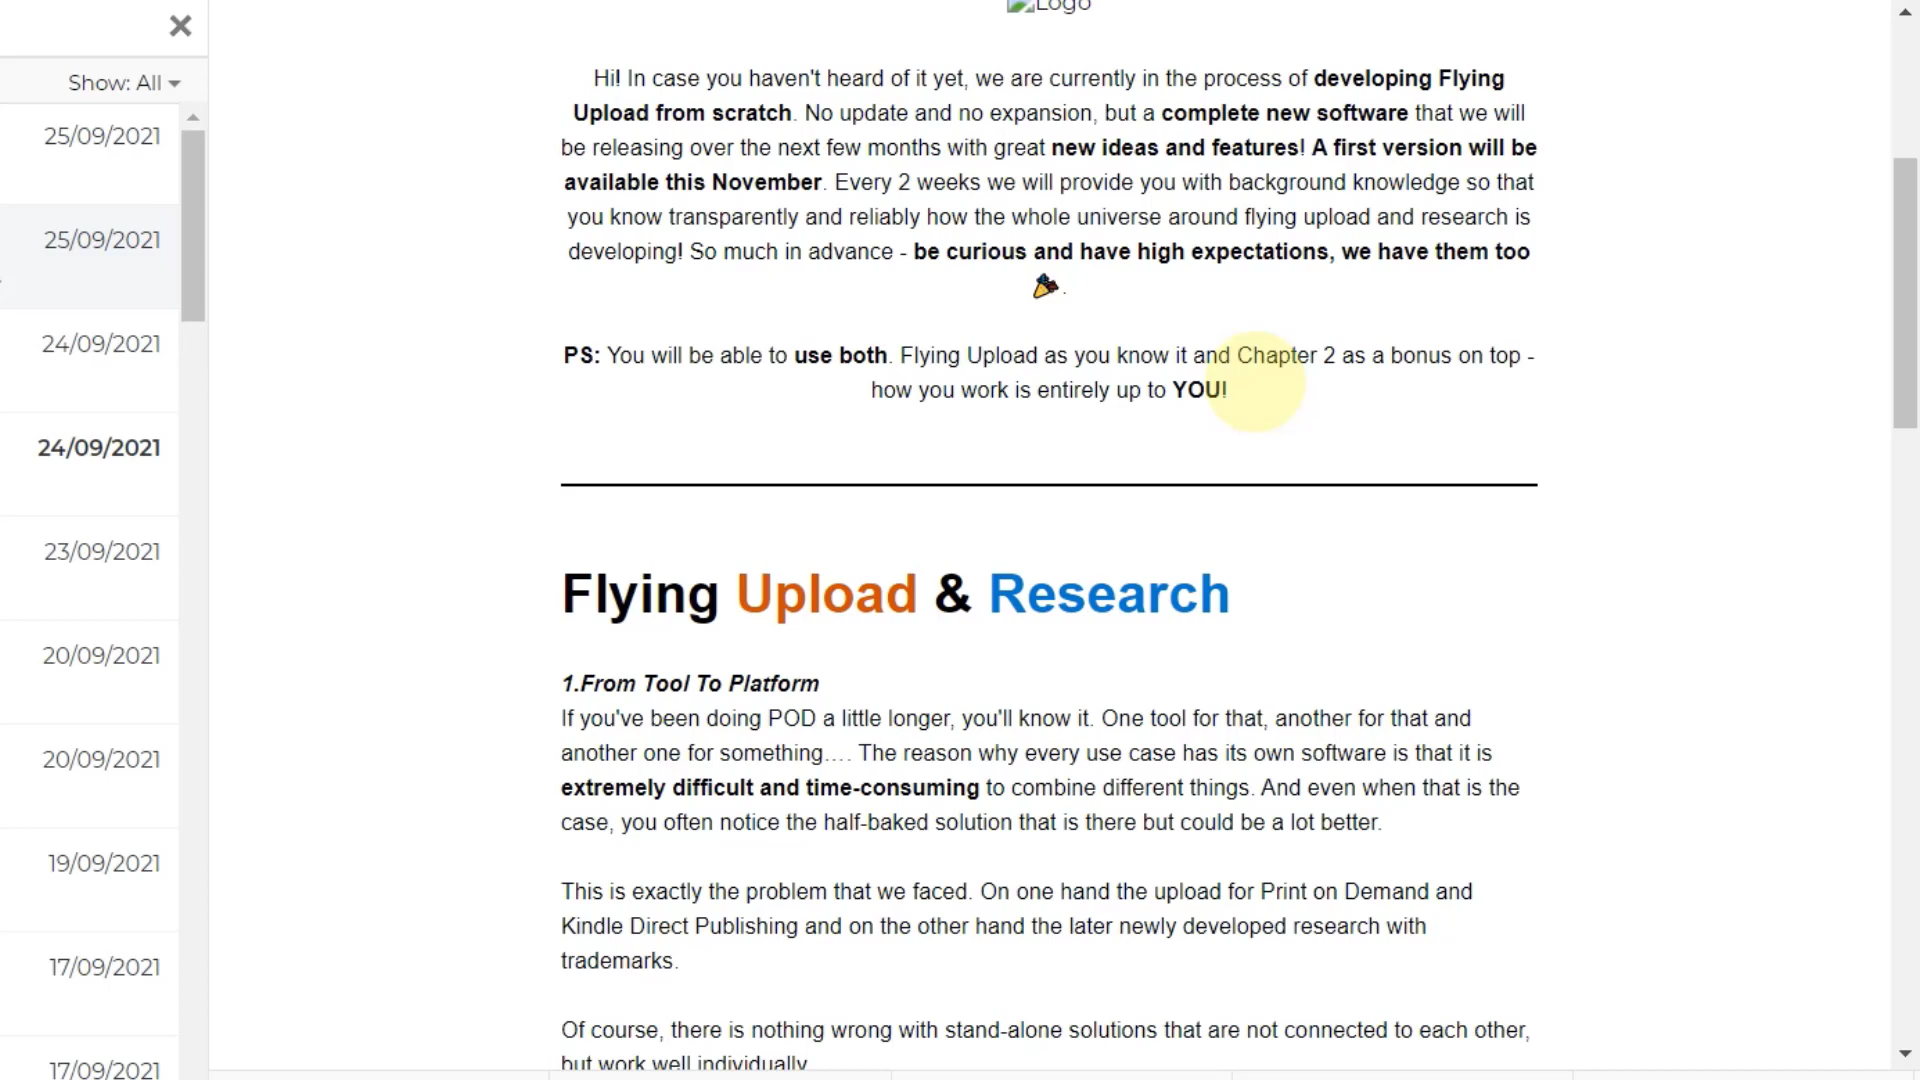 Logo
Show: All
25/09/2021
25/09/2021
24/09/2021
24/09/2021
23/09/2021
20/09/2021
20/09/2021
19/09/2021
17/09/2021
17/09/2021
Hi! In case you haven't heard of it yet, we are currently in the process of developing Flying
Upload from scratch. No update and no expansion, but a complete new software that we will
be releasing over the next few months with great new ideas and features! A first version will be
available this November. Every 2 weeks we will provide you with background knowledge so that
you know transparently and reliably how the whole universe around flying upload and research is
developing! So much in advance - be curious and have high expectations, we have them too
.
PS: You will be able to use both. Flying Upload as you know it and Chapter 2 as a bonus on top -
how you work is entirely up to YOU!
Flying Upload & Research
1.From Tool To Platform
If you've been doing POD a little longer, you'll know it. One tool for that, another for that and
another one for something…. The reason why every use case has its own software is that it is
extremely difficult and time-consuming to combine different things. And even when that is the
case, you often notice the half-baked solution that is there but could be a lot better.
This is exactly the problem that we faced. On one hand the upload for Print on Demand and
Kindle Direct Publishing and on the other hand the later newly developed research with
trademarks.
Of course, there is nothing wrong with stand-alone solutions that are not connected to each other,
but work well individually